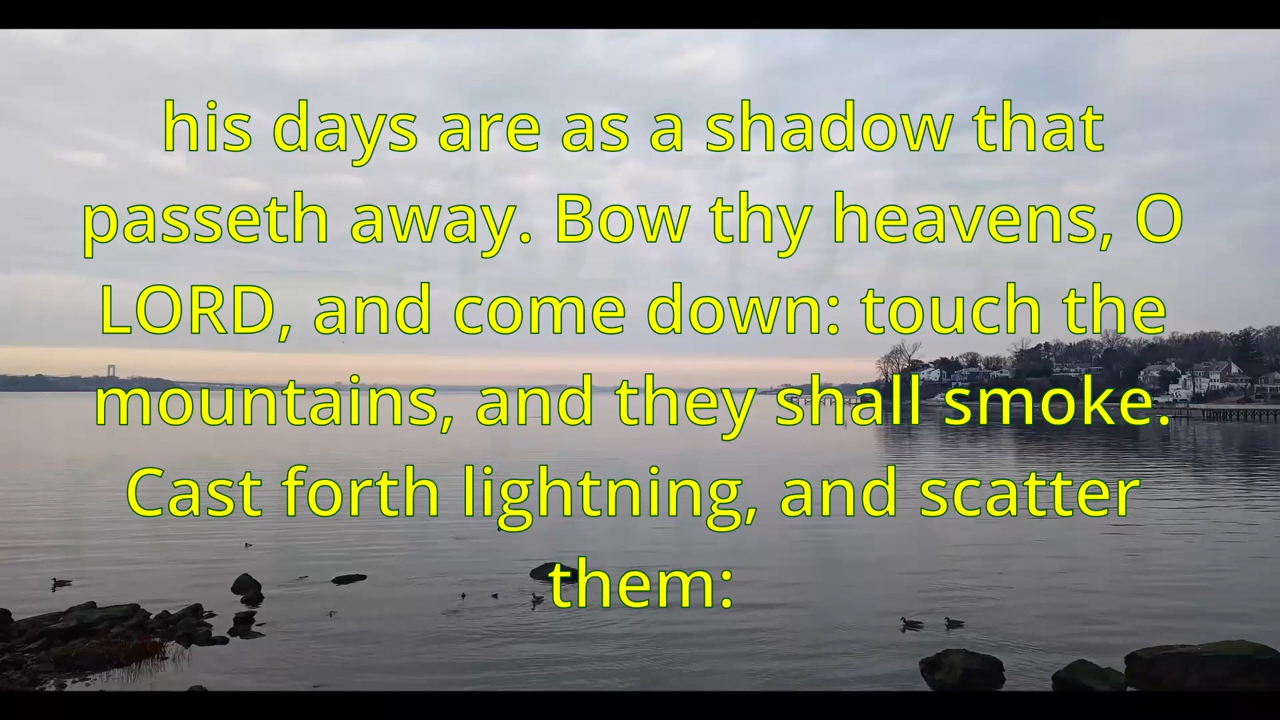 his days are as a shadow that
passeth away. Bow thy heavens, O
LORD, and come down: touch the
mountains, and they shall smoke.
Cast forth lightning, and scatter
them: